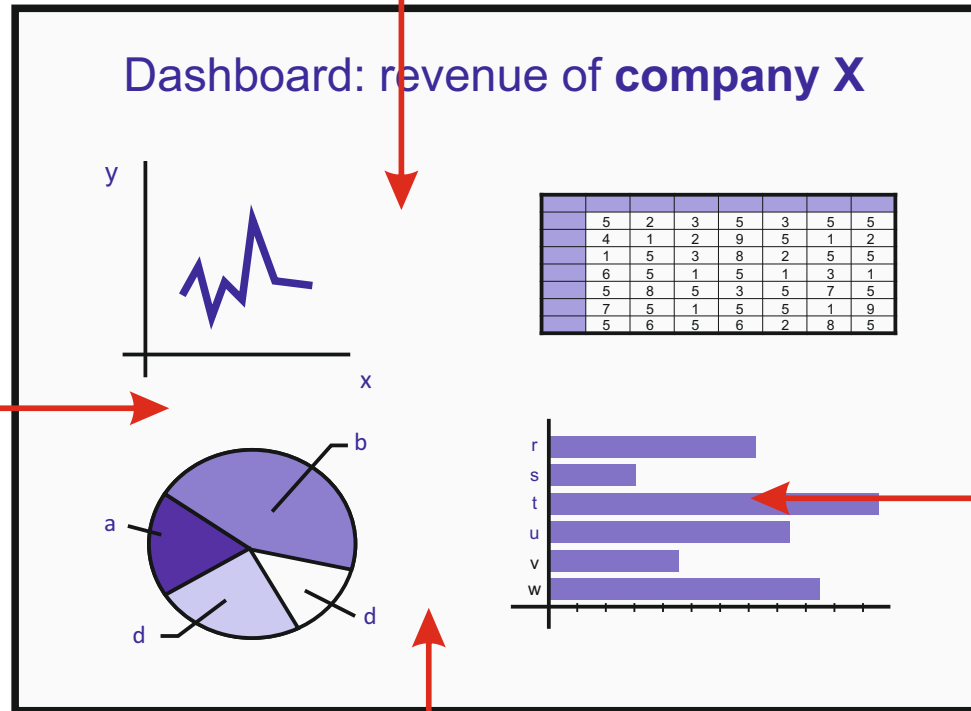 Dashboard: revenue of company X
y
x
5 2 3 5 3 5 5
4 1 2 9 5 1 2
1 5 3 8 2 5 5
6 5 1 5 1 3 1
5 8 5 3 5 7 5
7 5 1 5 5 1 9
5 6 5 6 2 8 5
b
a
d
d
r
s
t
u
v
w